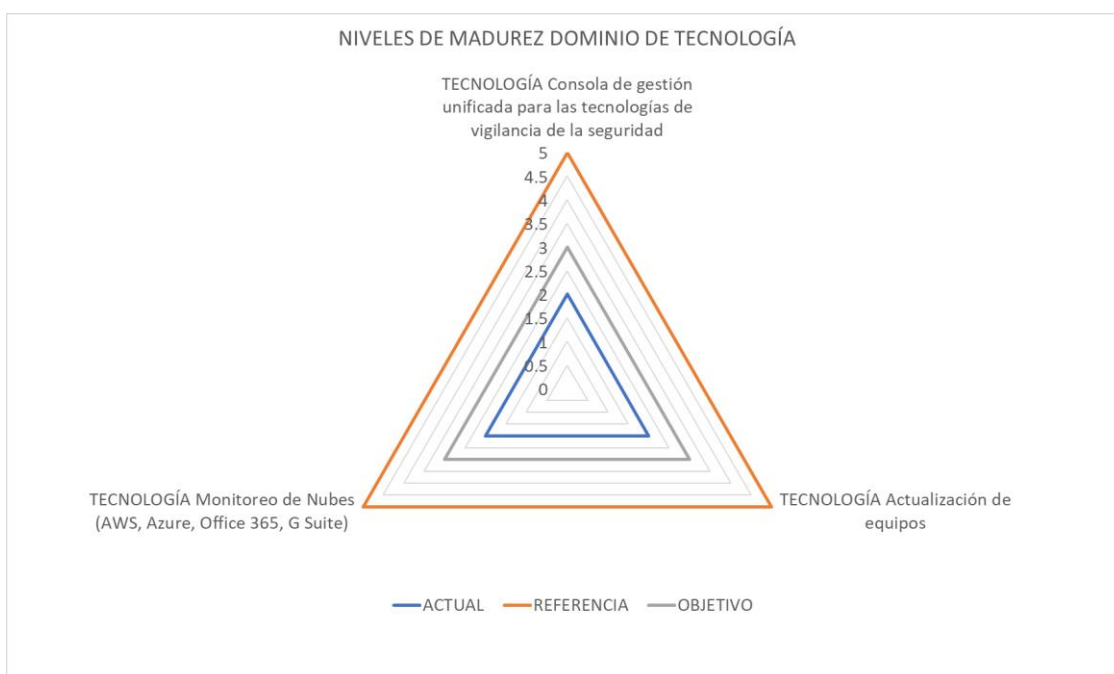 NIVELES DE MADUREZ DOMINIO DE TECNOLOGÍA
TECNOLOGÍA Consola de gestión
unificada para las tecnologías de
vigilancia de la seguridad
5
4.5
4
3.5
3
2.5
2
1.5
1
0.5
0
TECNOLOGÍA Monitoreo de Nubes
(AWS, Azure, Office 365, G Suite)
TECNOLOGÍA Actualización de
equipos
ACTUAL REFERENCIA OBJETIVO